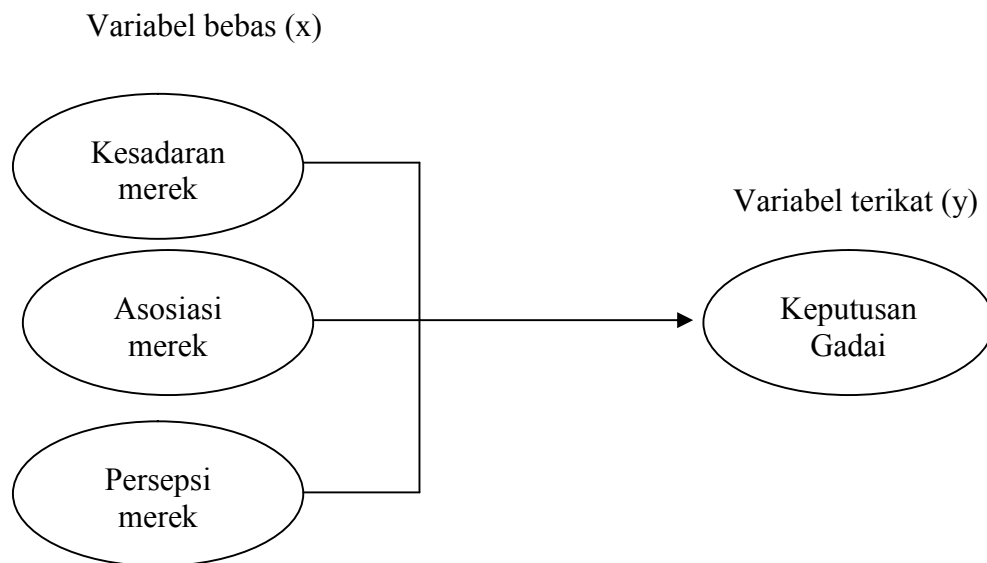 Variabel bebas (x)
Kesadaran
merek
Asosiasi
merek
Persepsi
merek
Variabel terikat (y)
Keputusan
Gadai